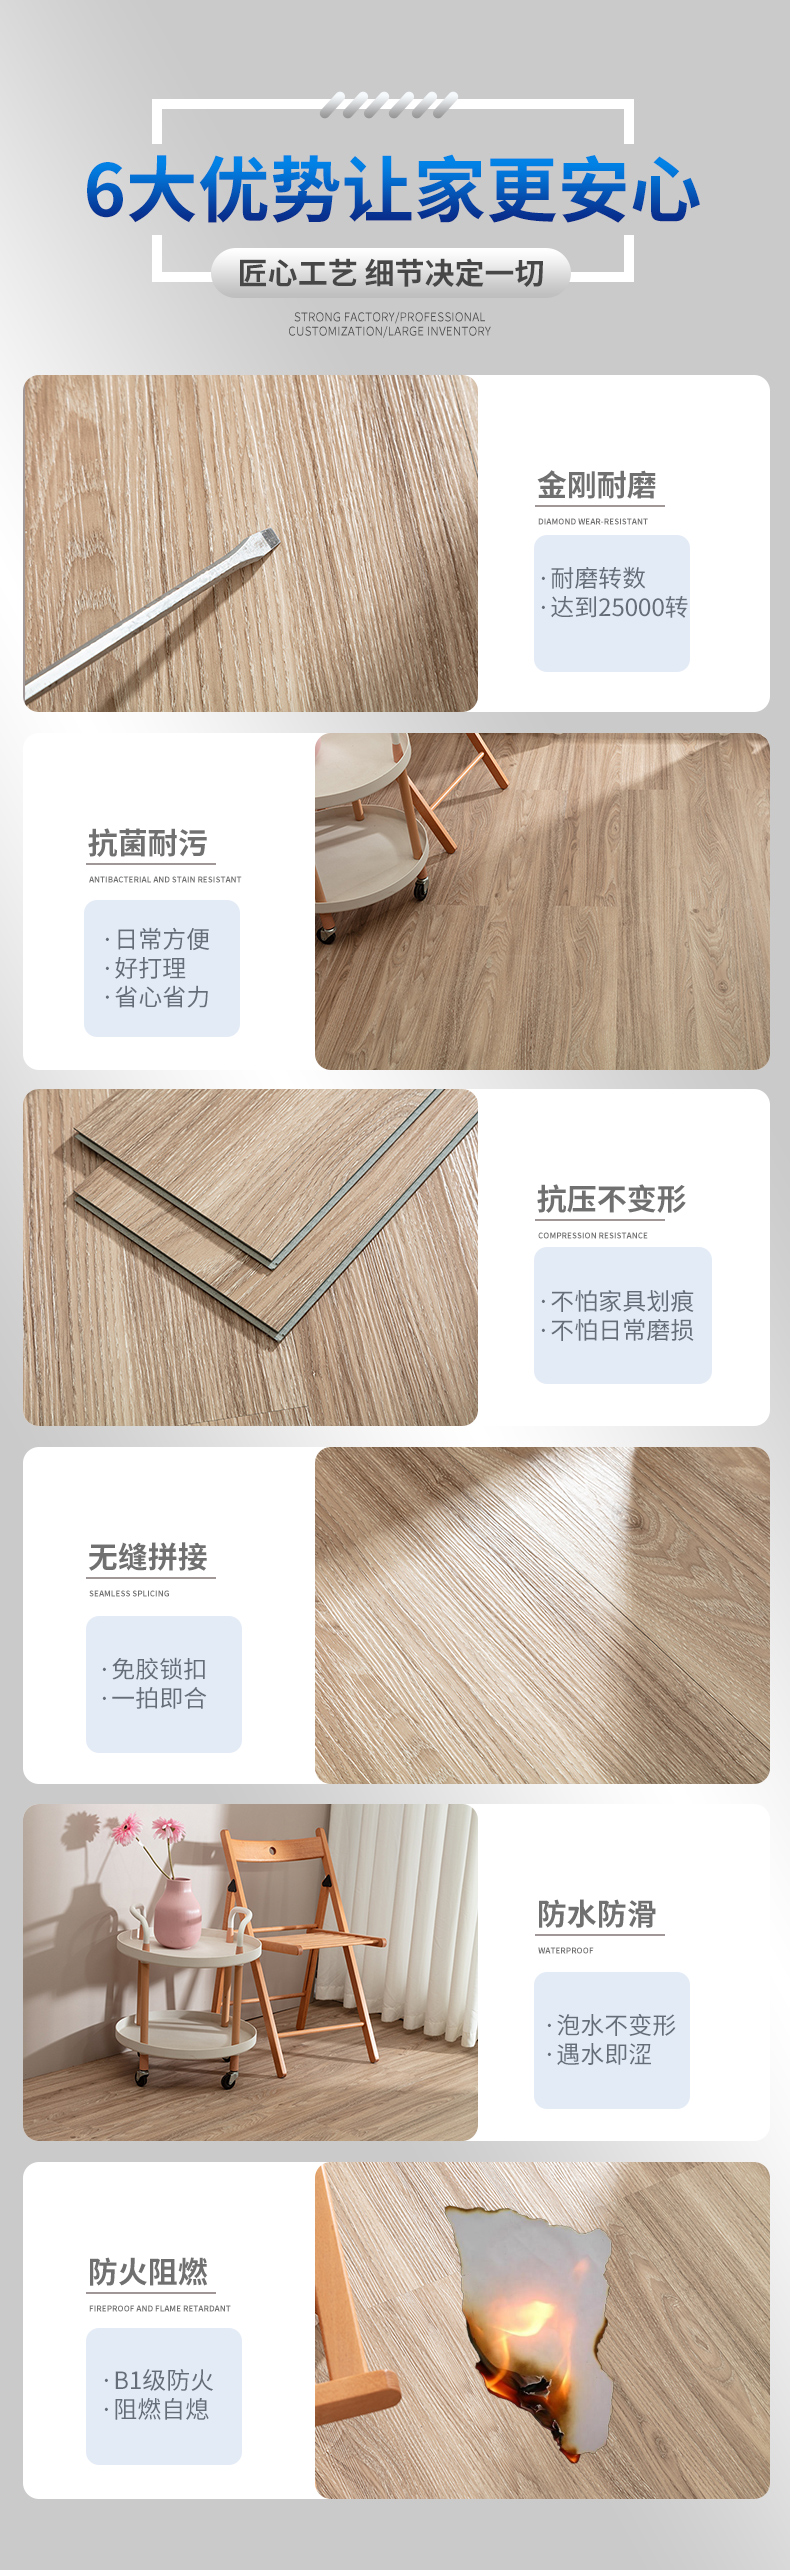 6大优势让家更安心
匠心工艺 细节决定一切
STRONG FACTORY/PROFESSIONAL
CUSTOMIZATION/LARGE INVENTORY
金刚耐磨
DIAMOND WEAR-RESISTANT
·耐磨转数
·达到25000转
抗菌耐污
ANTIBACTERIAL AND STAIN RESISTANT
·日常方便
·好打理
·省心省力
抗压不变形
COMPRESSION RESISTANCE
·不怕家具划痕
·不怕日常磨损
无缝拼接
SEAMLESS SPLICING
·免胶锁扣
·一拍即合
防水防滑
WATERPROOF
·泡水不变形
·遇水即涩
防火阻燃
FIREPROOF AND FLAME RETARDANT
·B1级防火
·阻燃自熄